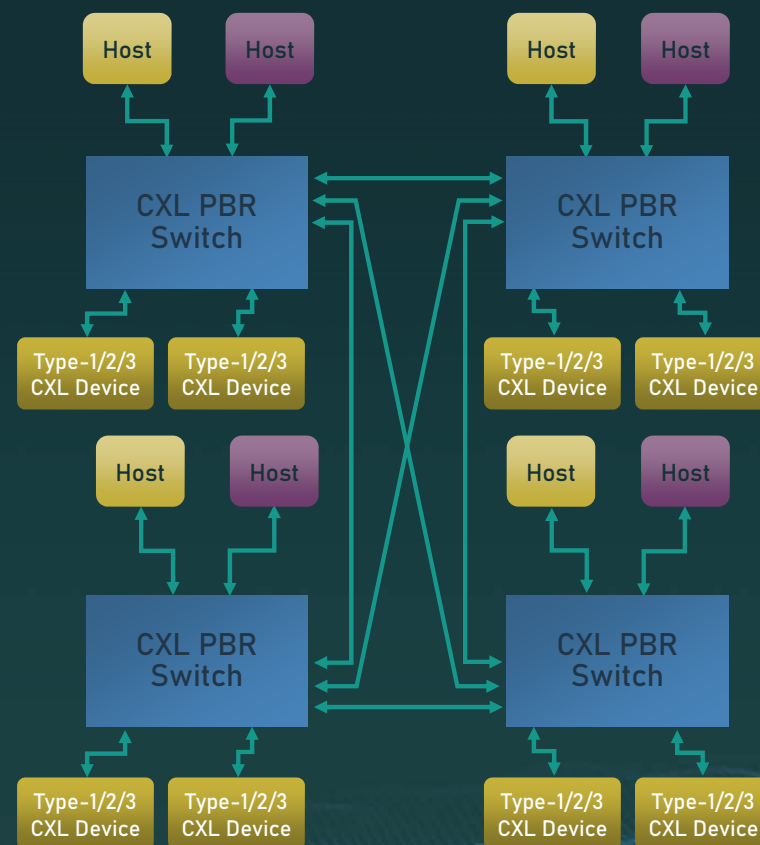 Host
Host
Host
Host
CXL PBR
Switch
CXL PBR
Switch
Type-1/2/3
CXL Device
Type-1/2/3
CXL Device
Type-1/2/3
CXL Device
Type-1/2/3
CXL Device
Host
Host
Host
Host
CXL PBR
Switch
CXL PBR
Switch
Type-1/2/3
CXL Device
Type-1/2/3
CXL Device
Type-1/2/3
CXL Device
Type-1/2/3
CXL Device